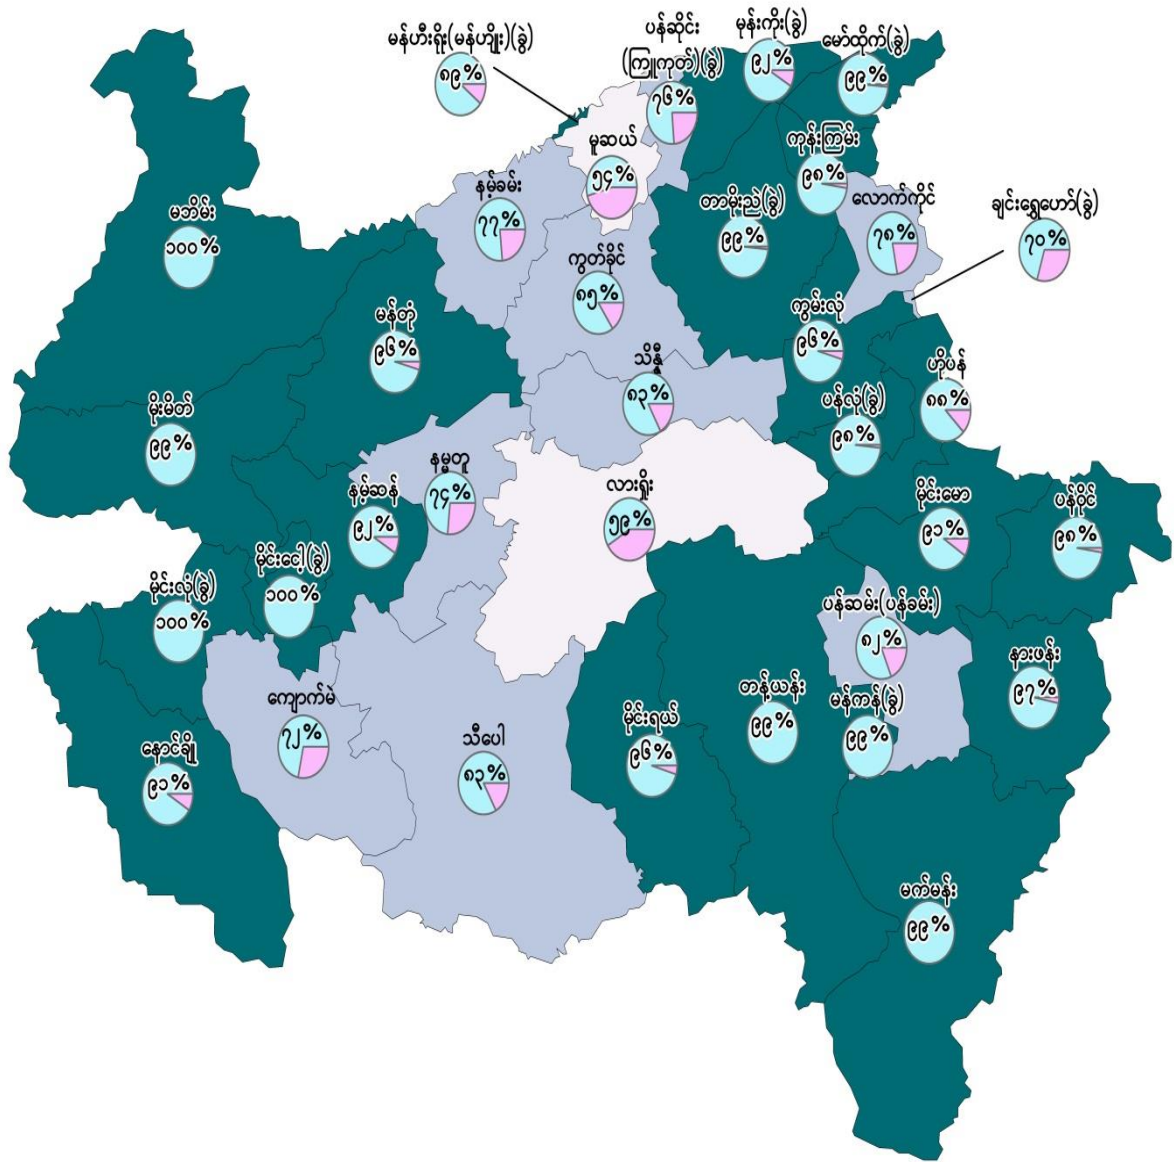 မန်ဟီးရိုး(မန်ဟျိုး)(ခွဲ)
၈၉%
ပန်ဆိုင်း
(ကြူကုတ်)(ခွဲ)
၇၆%
မုန်းကိုး(ခွဲ)
၉၂%
မော်ထိုက်(ခွဲ)
၉၉%
မူဆယ်
၅၄%
ကုန်းကြမ်း
၉၈%
နမ့်ခမ်း
၇၇%
တာမိုးညဲ(ခွဲ)
၉၉%
လောက်ကိုင်
၇၈%
ချင်းရွှေဟော်(ခွဲ)
၇၀%
မဘိမ်း
၁၀၀%
ကွတ်ခိုင်
၈၅%
မန်တုံ
၉၆%
ကွမ်းလုံ
၉၆%
သိန္နီ
၈၃%
ဟိုပန်
၈၈%
ပန်လုံ(ခွဲ)
၉၈%
မိုးမိတ်
၉၉%
နမ္မတူ
၇၄%
နမ့်ဆန်
၉၂%
လားရှိုး
၅၉%
မိုင်းမော
၉၁%
ပန်ဝိုင်
၉၈%
မိုင်းငေါ့(ခွဲ)
၁၀၀%
မိုင်းလုံ(ခွဲ)
၁၀၀%
ပန်ဆမ်း(ပန်ခမ်း)
၈၂%
နားဖန်း
၉၇%
ကျောက်မဲ
၇၂%
တန့်ယန်း
၉၉%
မန်ကန်(ခွဲ)
၉၉%
မိုင်းရယ်
၉၆%
သီပေါ
၈၃%
နောင်ချို
၉၁%
မက်မန်း
၉၉%